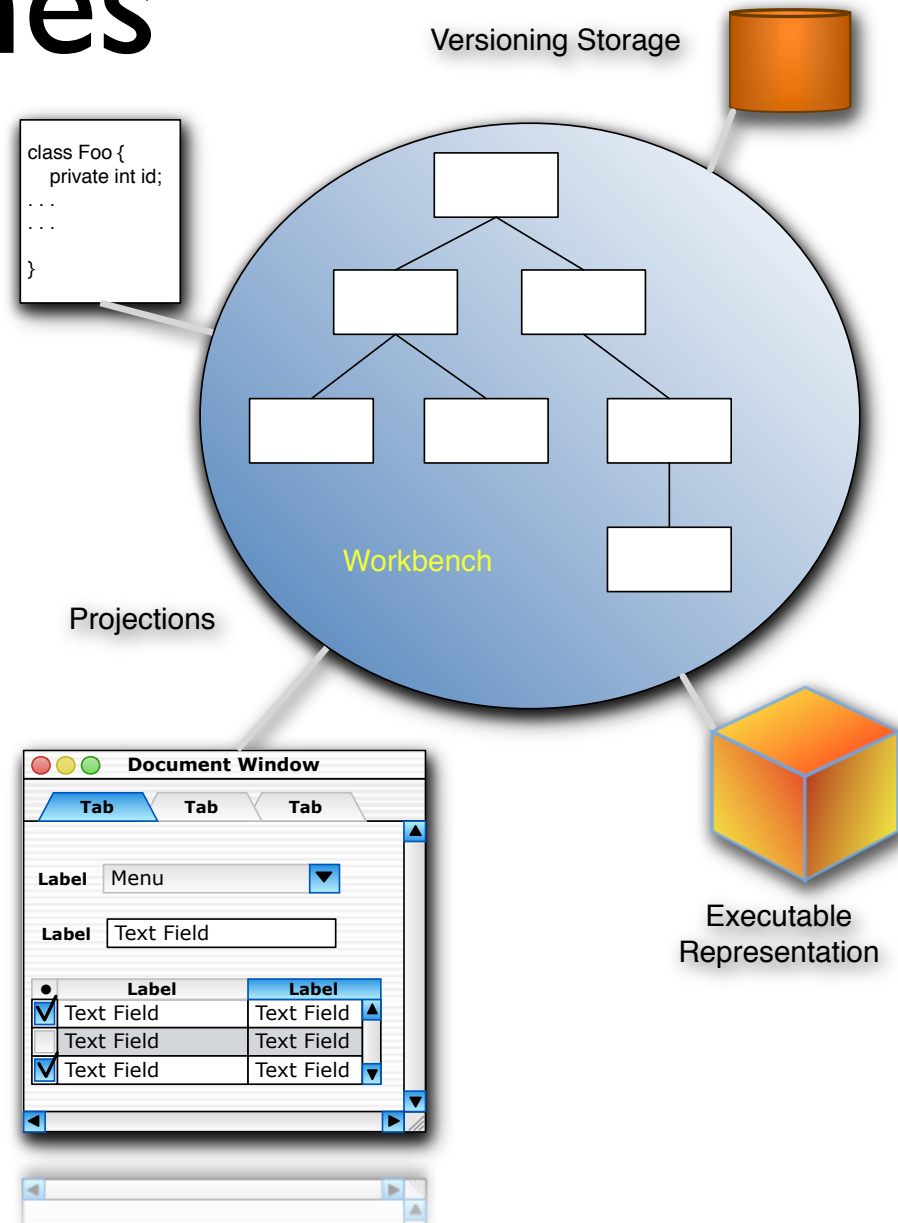 Versioning Storage
class Foo {
private int id;
. . .
. . .
}
Workbench
Projections
Document Window
Tab Tab Tab
Label Menu
Label Text Field
Label Label
Text Field Text Field
Text Field Text Field
Text Field Text Field
Executable
Representation